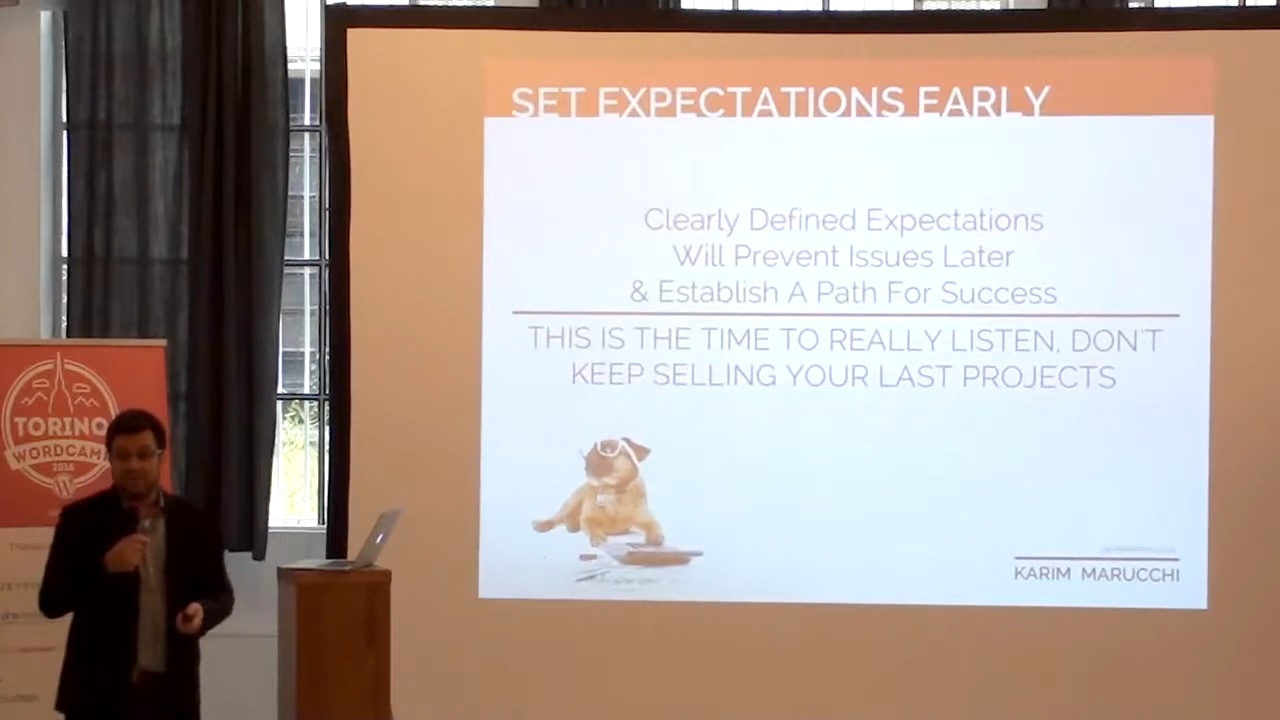 SET EXPECTATIONS EARLY
Clearly Defined Expectations
Will Prevent Issues Later
& Establish A Path For Success
THIS IS THE TIME TO REALLY LISTEN, DON'T
KEEP SELLING YOUR LAST PROJECTS
KARIM MARUCCHI
TORINO
WORDCAMP
2016